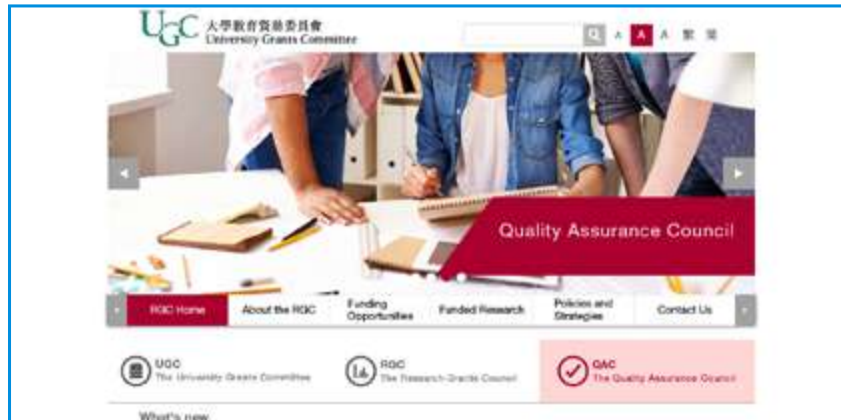 UGC 大學教育資助委員會
University Grants Committee
A A A 繁 簡
Quality Assurance Council
RGC Home
About the RGC
Funding
Opportunities
Funded Research
Policies and
Strategies
Contact Us
UGC
The University Grants Committee
RGC
The Research Grants Council
QAC
The Quality Assurance Council
What's new